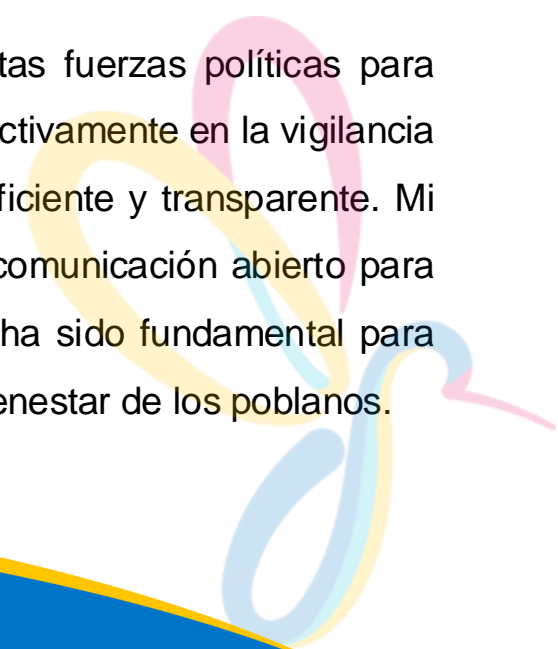 tas fuerzas políticas para
ctivamente en la vigilancia
ficiente y transparente. Mi
comunicación abierto para
ha sido fundamental para
enestar de los poblanos.